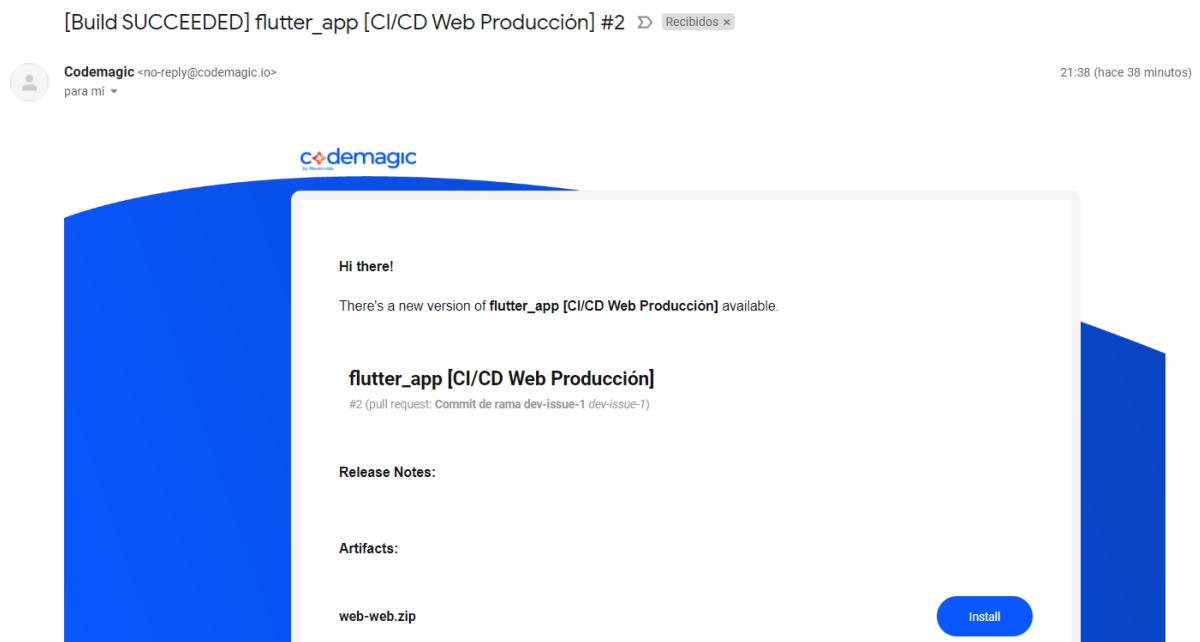 [Build SUCCEEDED] flutter_app [CI/CD Web Producción] #2 Recibidos ×
Codemagic <no-reply@codemagic.io> 21:38 (hace 38 minutos)
para mí
codemagic
by Nevercode
Hi there!
There's a new version of flutter_app [CI/CD Web Producción] available.
flutter_app [CI/CD Web Producción]
#2 (pull request: Commit de rama dev-issue-1 dev-issue-1)
Release Notes:
Artifacts:
web-web.zip Install